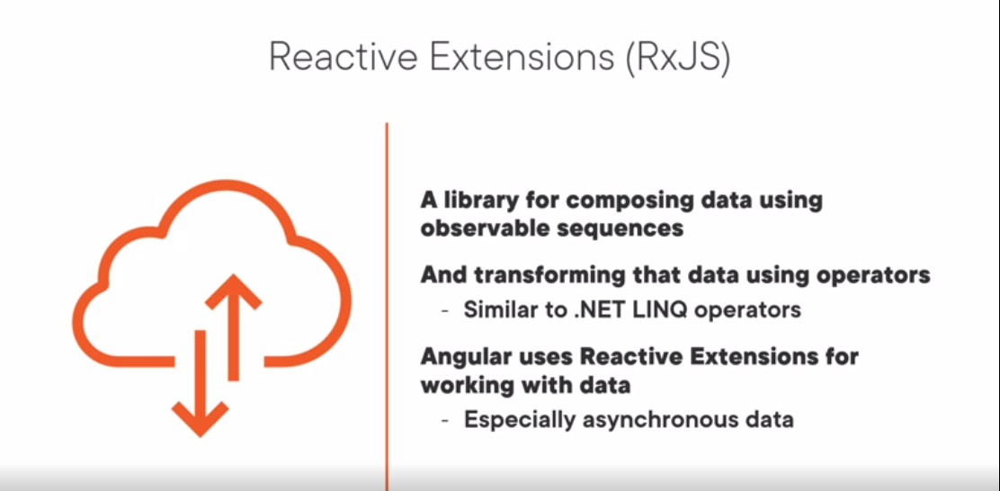 Reactive Extensions (RxJS)
A library for composing data using
observable sequences
And transforming that data using operators
- Similar to .NET LINQ operators
Angular uses Reactive Extensions for
working with data
- Especially asynchronous data